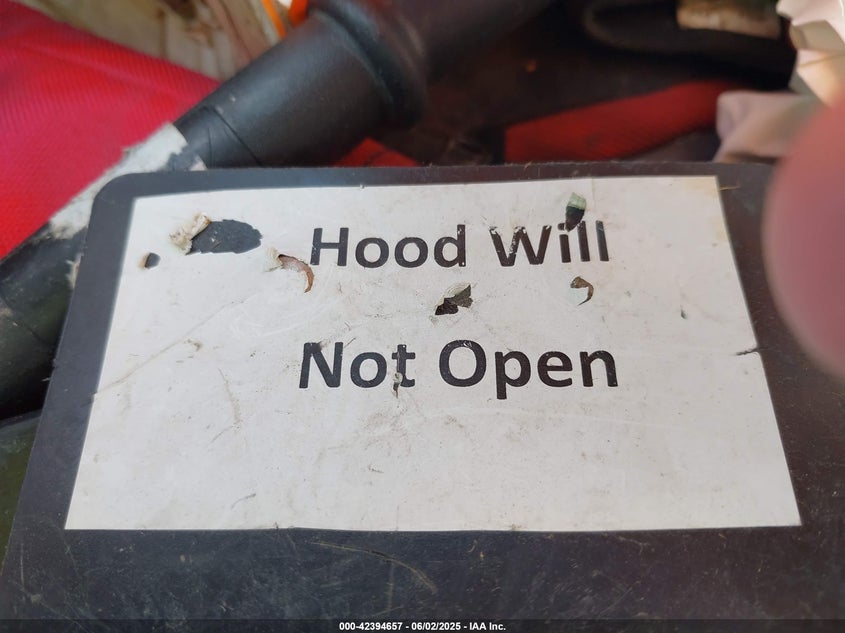 Hood Will
Not Open
000-42394657 - 06/02/2025 - IAA Inc.